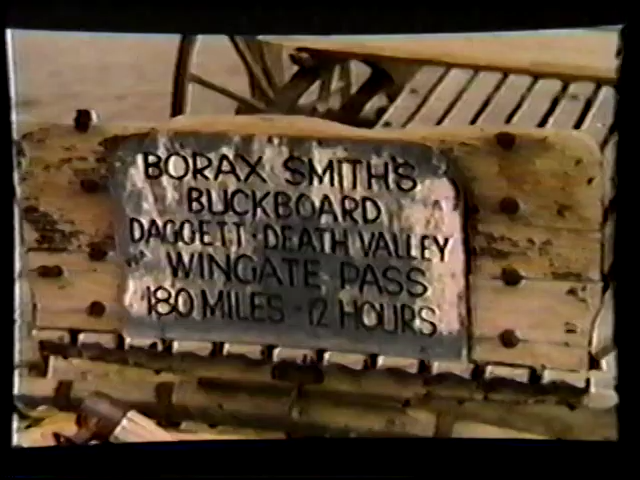 BORAX SMITH'S
BUCKBOARD
DAGGETT · DEATH VALLEY
WINGATE PASS
180 MILES - 12 HOURS